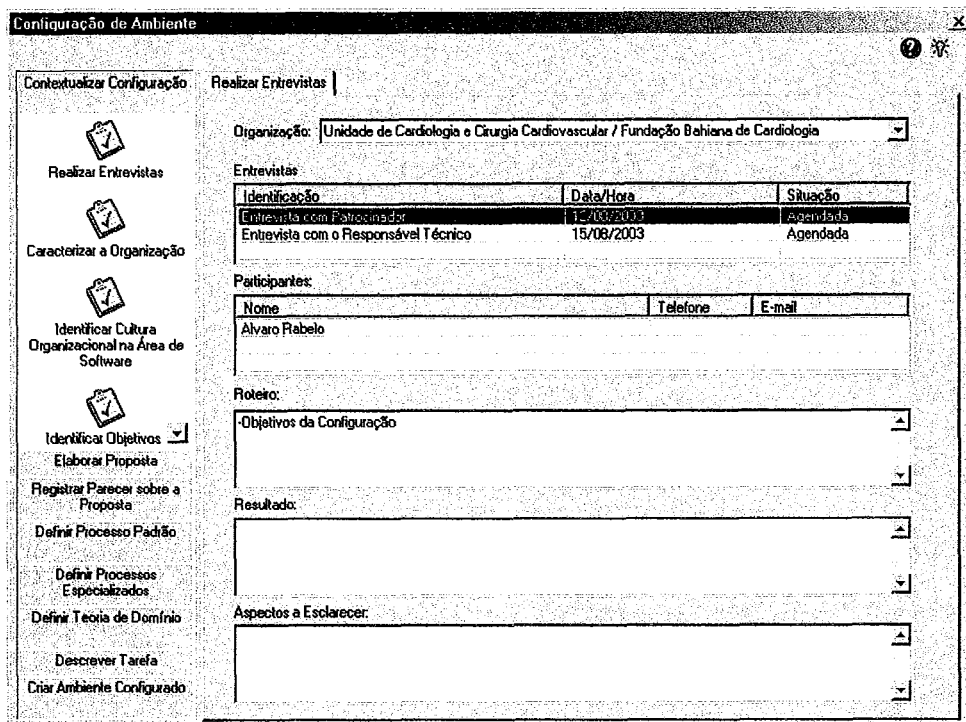 Configuração de Ambiente
Contextualizar Configuração
Realizar Entrevistas
Caracterizar a Organização
Identificar Cultura
Organizacional na Área de
Software
Identificar Objetivos
Elaborar Proposta
Registrar Parecer sobre a
Proposta
Definir Processo Padrão
Definir Processos
Especializados
Definir Teoria de Domínio
Descrever Tarefa
Criar Ambiente Configurado
Realizar Entrevistas
Organização: Unidade de Cardiologia e Cirurgia Cardiovascular / Fundação Bahiana de Cardiologia
Entrevistas
Identificação Data/Hora Situação
Entrevista com Patrocinador Agendada
Entrevista com o Responsável Técnico 15/08/2003 Agendada
Participantes:
Nome Telefone E-mail
Alvaro Rabelo
Roteiro:
-Objetivos da Configuração
Resultado:
Aspectos a Esclarecer: